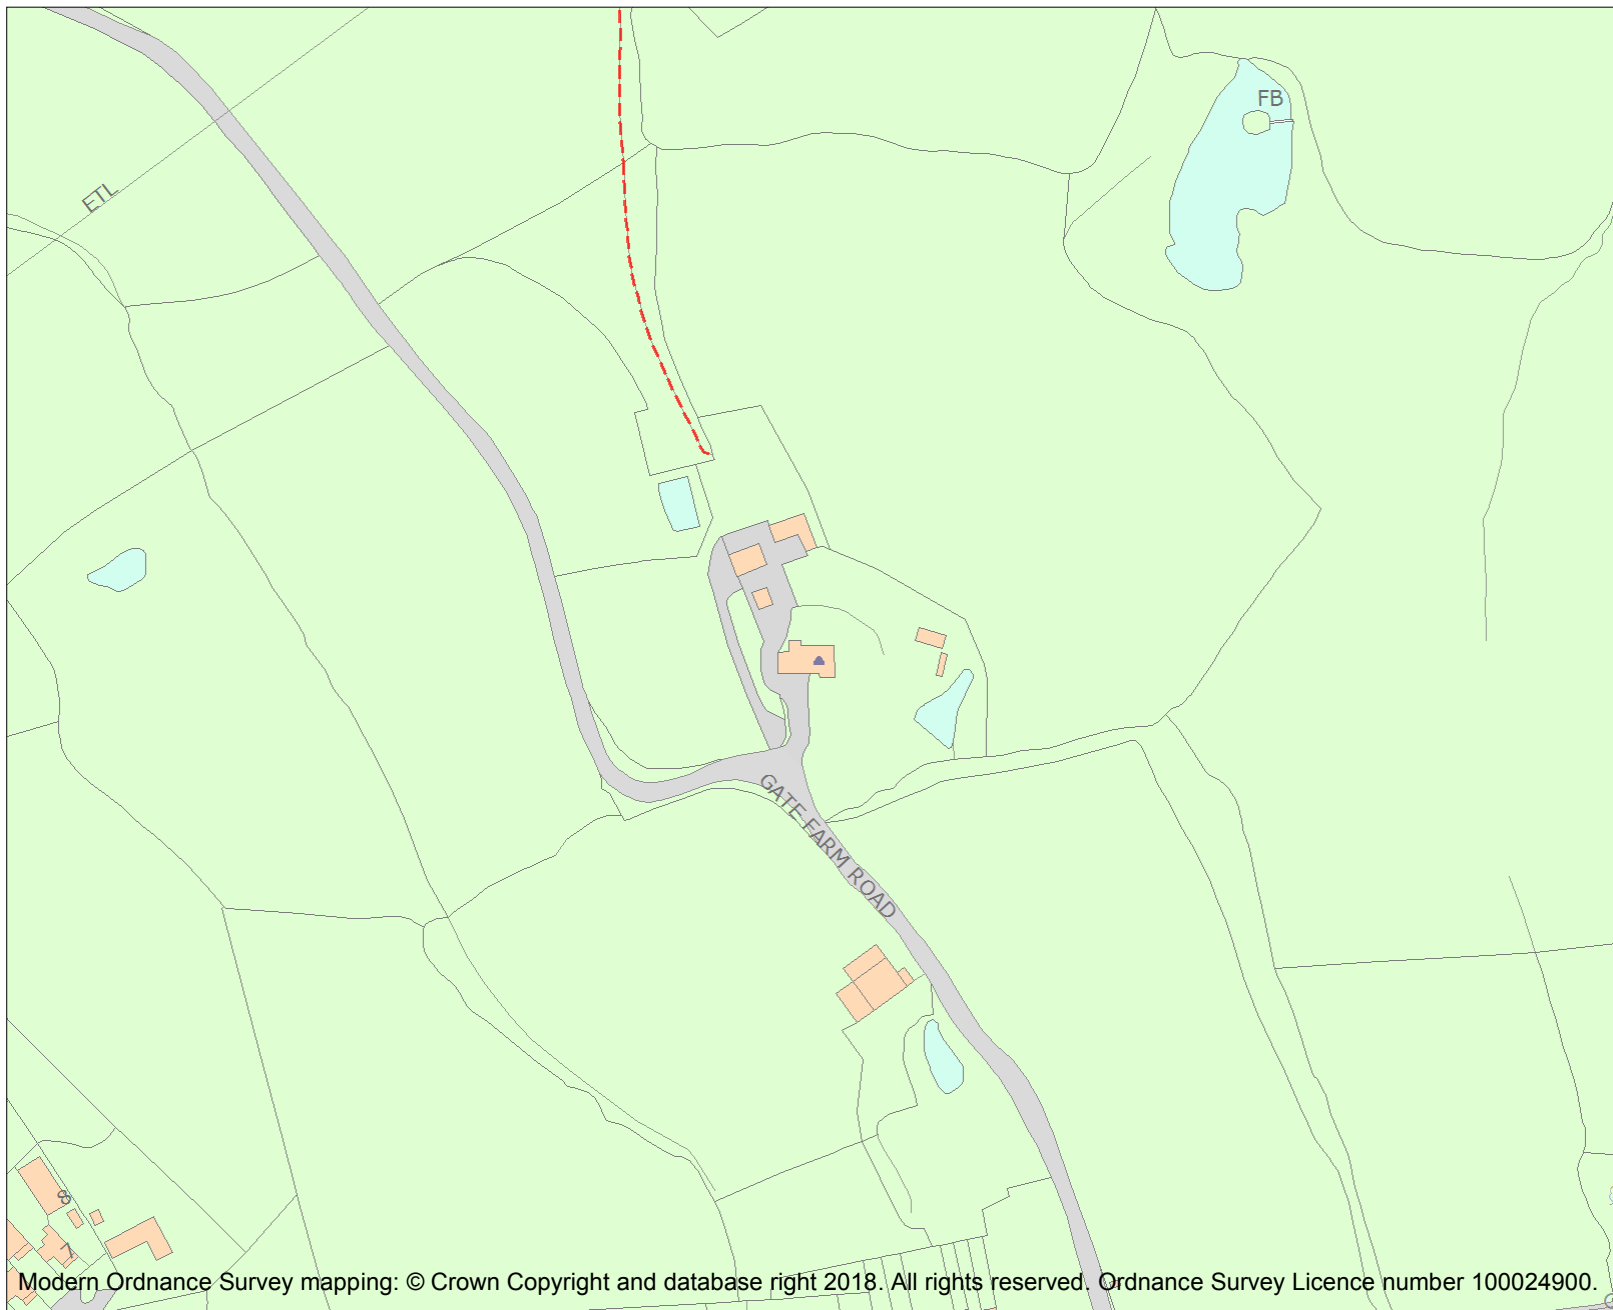 FB
ETL
GATE FARM ROAD
8
7
Modern Ordnance Survey mapping: © Crown Copyright and database right 2018. All rights reserved. Ordnance Survey Licence number 100024900.